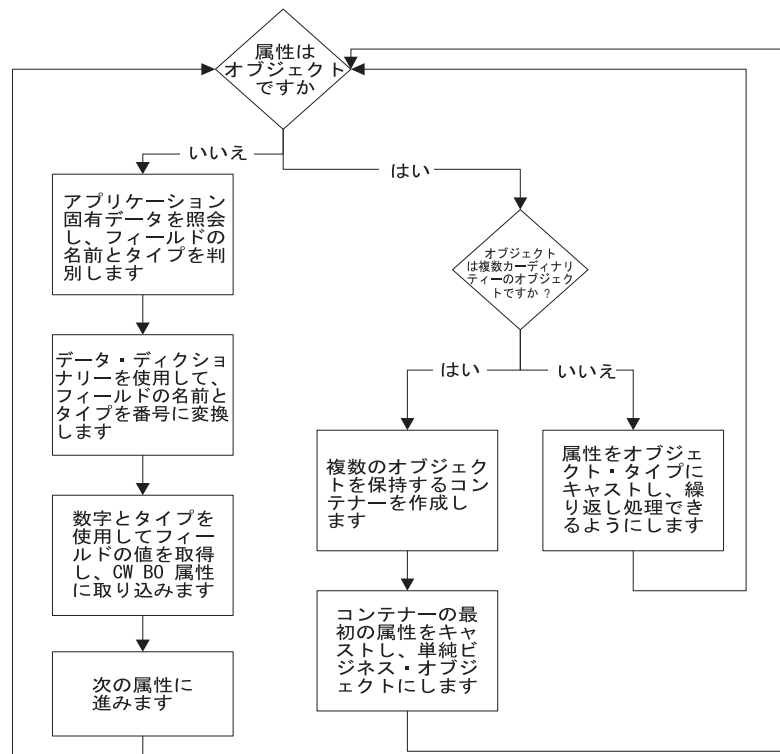 属性は
オブジェクト
ですか
いいえ
はい
アプリケーション
固有データを照会
し、フィールドの
名前とタイプを判
別します
オブジェクト
は複数カーディナリ
ティーのオブジェク
トですか ?
データ・ディクショ
ナリーを使用して、
フィールドの名前と
タイプを番号に変換
します
はい
いいえ
複数のオブジェク
トを保持するコン
テナーを作成し
ます
属性をオブジェ
クト・タイプに
キャストし、繰
り返し処理でき
るようにします
数字とタイプを
使用してフィー
ルドの値を取得
し、CW BO 属性
に取り込みます
コンテナーの最
初の属性をキャ
ストし、単純ビ
ジネス・オブジ
ェクトにします
次の属性に
進みます